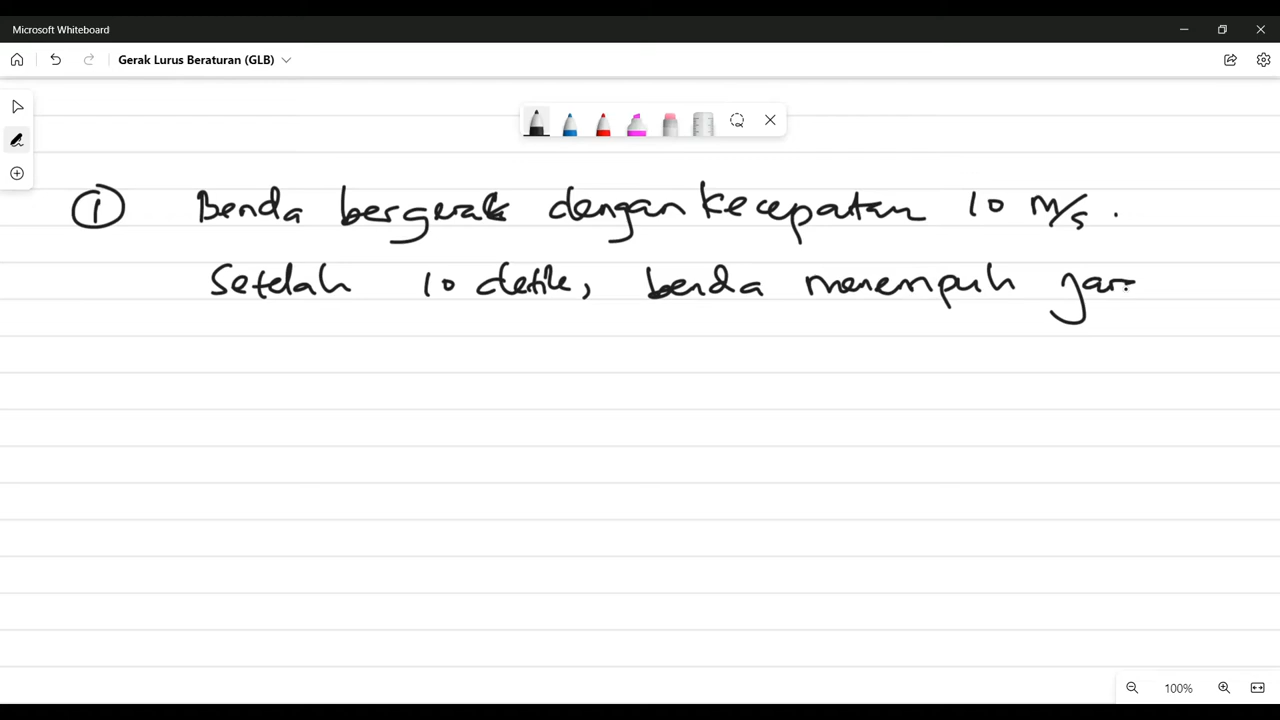 Microsoft Whiteboard
Gerak Lurus Beraturan (GLB)
① Benda bergerak dengan kecepatan 10 m/s.
Setelah 10 detik, benda menempuh jar
100%